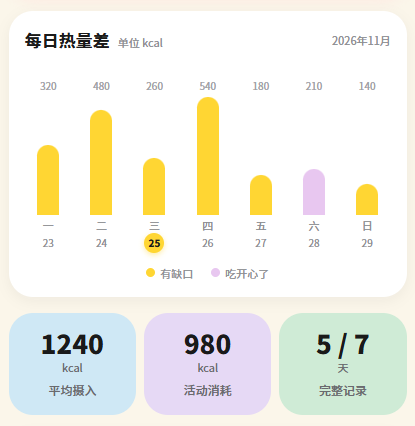 每日热量差 单位 kcal 2026年11月
320 480 260 540 180 210 140
一 二 三 四 五 六 日
23 24 25 26 27 28 29
有缺口 吃开心了
1240 980 5 / 7
kcal kcal 天
平均摄入 活动消耗 完整记录